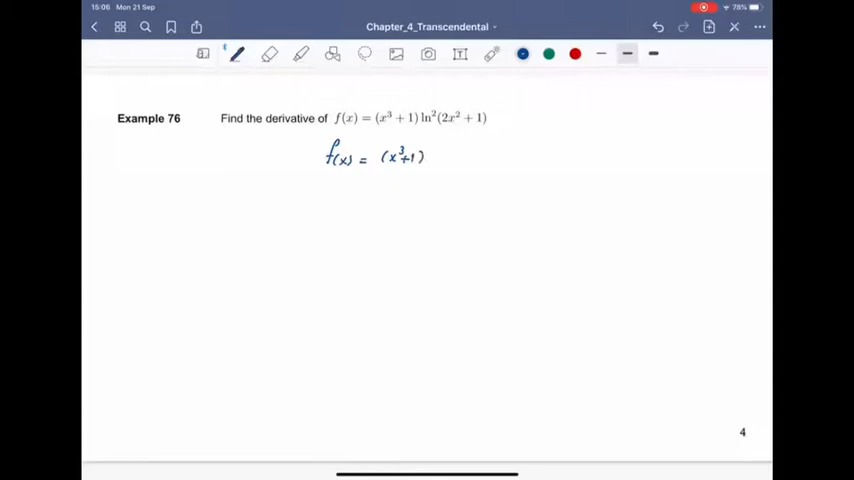 15:06 Mon 21 Sep 78%
Chapter_4_Transcendental
T
Example 76 Find the derivative of f(x) = (x³ + 1) ln²(2x² + 1)
f(x) = (x³+1)
4